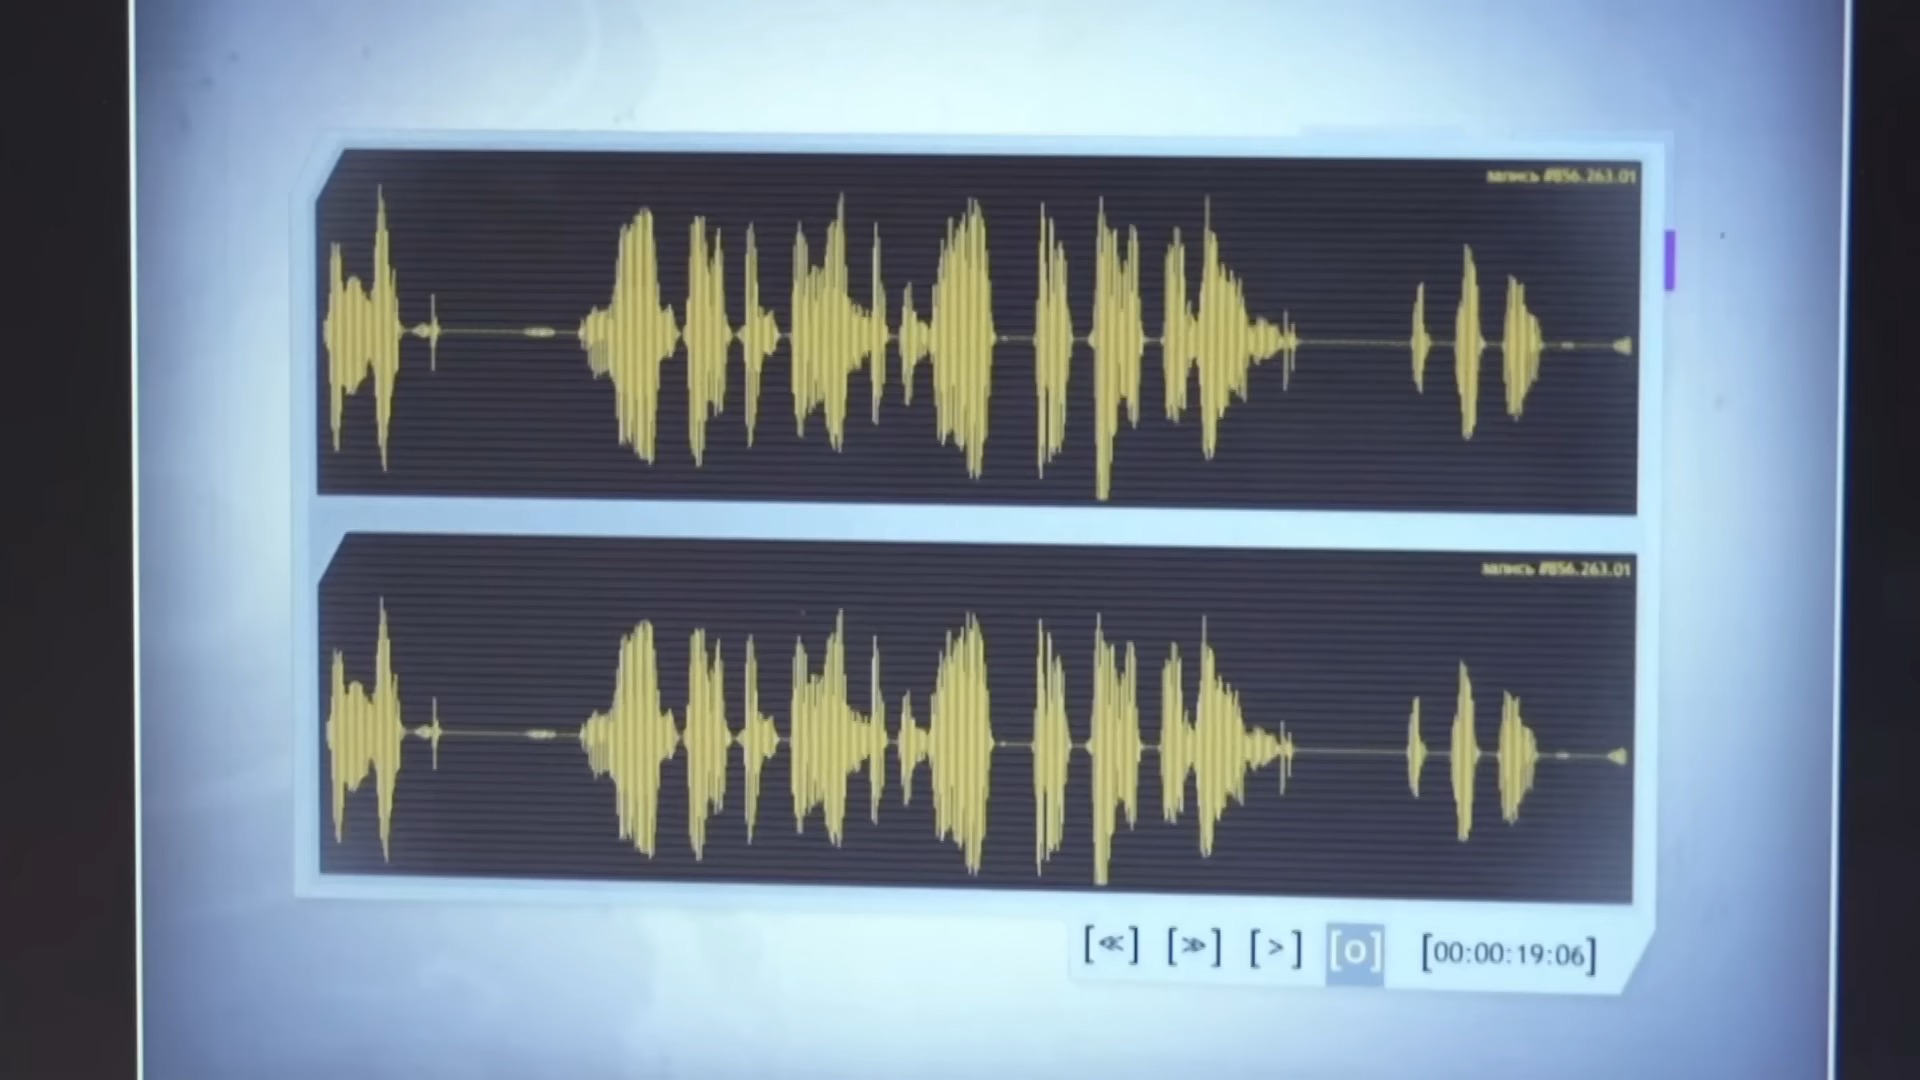 запись #856.263.01
запись #856.263.01
[≪] [≫] [>] [O] [00:00:19:06]